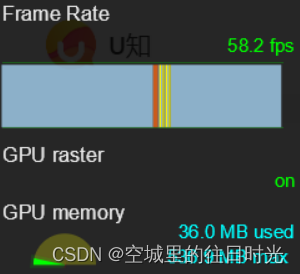 Frame Rate
U知
58.2 fps
GPU raster
on
GPU memory
36.0 MB used
MB max
CSDN @空城里的往日时光